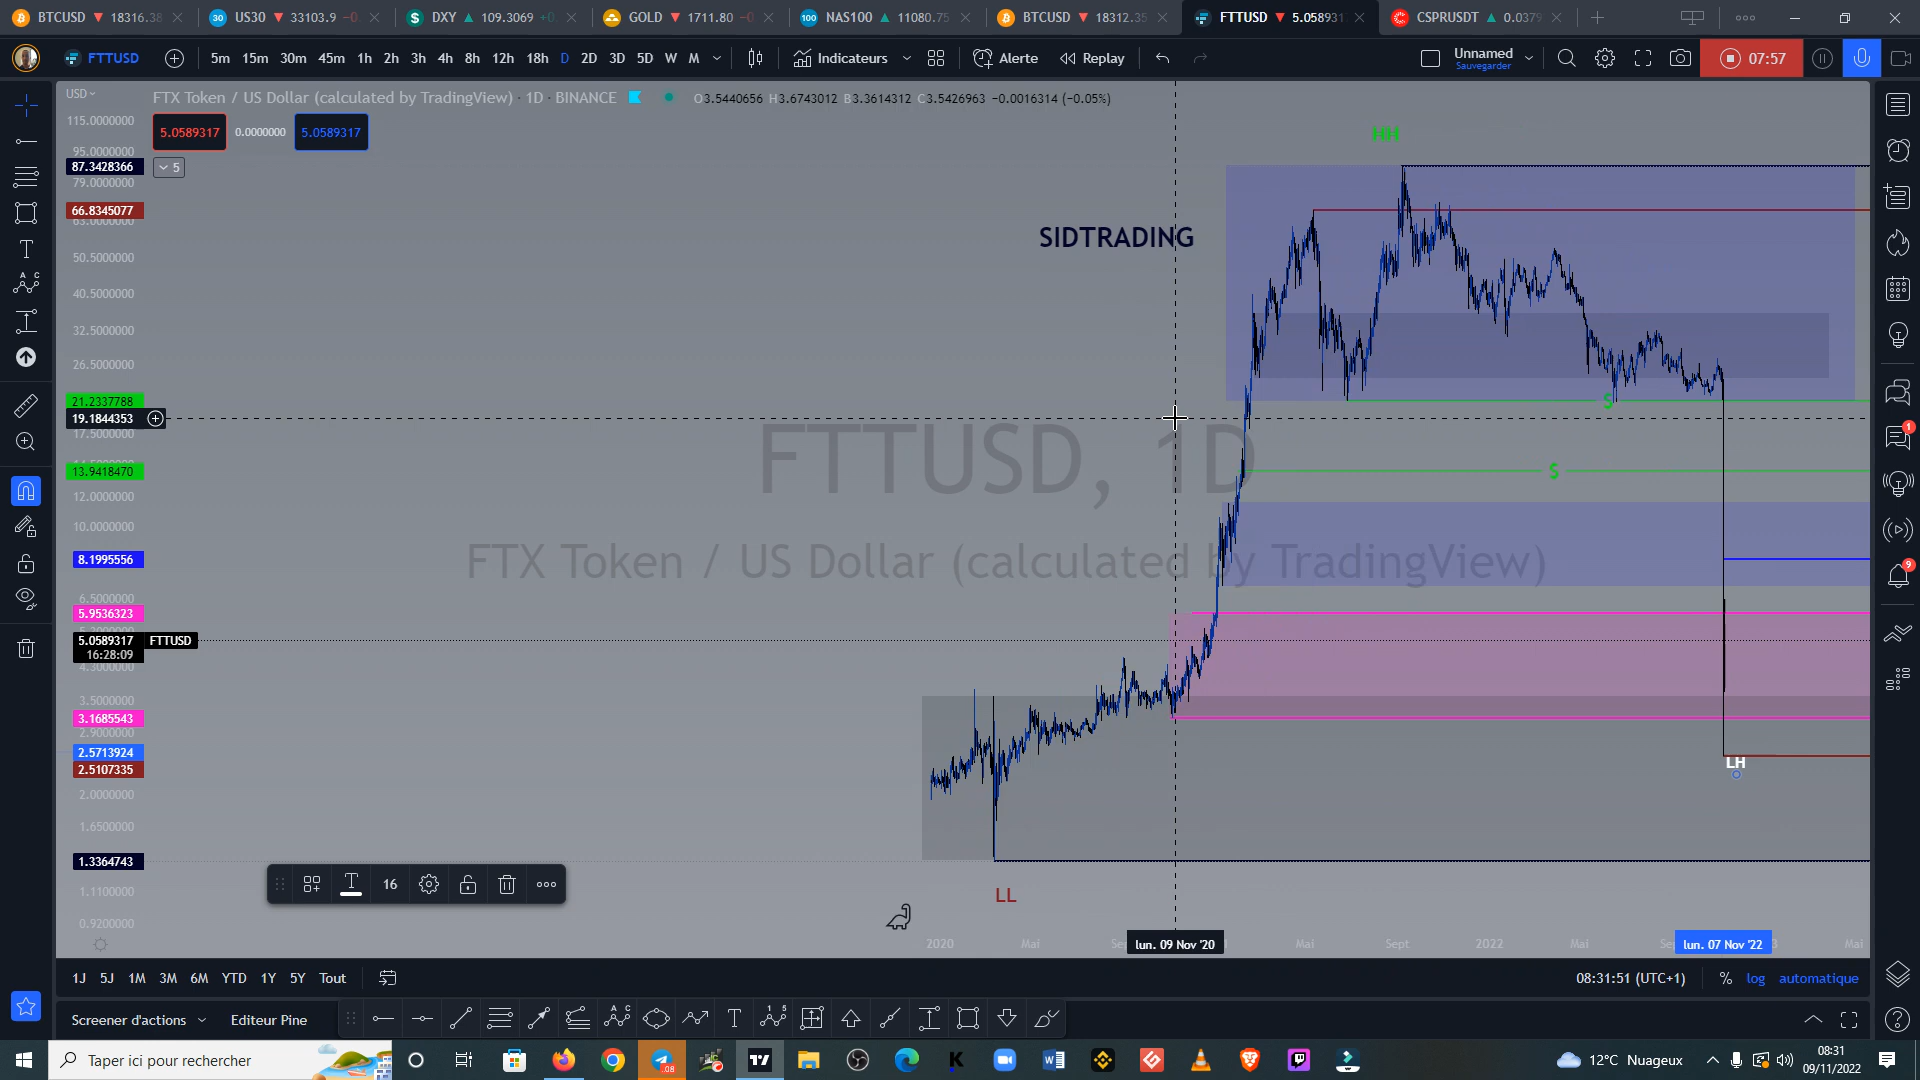 BTCUSD ▼ 18316.38 US30 ▼ 33103.9 −0 DXY ▲ 109.3069 +0 GOLD ▼ 1711.80 −0 NAS100 ▲ 11080.75 BTCUSD ▼ 18312.35 FTTUSD ▼ 5.058931 CSPRUSDT ▲ 0.0379
FTTUSD 5m 15m 30m 45m 1h 2h 3h 4h 8h 12h 18h D 2D 3D 5D W M Indicateurs Alerte Replay Unnamed 07:57
Sauvegarder
USD FTX Token / US Dollar (calculated by TradingView) · 1D · BINANCE O3.5440656 H3.6743012 B3.3614312 C3.5426963 −0.0016314 (−0.05%)
115.0000000
5.0589317 0.0000000 5.0589317
HH
95.0000000
87.3428366
5
79.0000000
66.8345077
SIDTRADING
50.5000000
40.5000000
32.5000000
26.5000000
21.2337788
$
19.1844353
17.5000000
FTTUSD, 1D
13.9418470
$
12.0000000
10.0000000
8.1995556
FTX Token / US Dollar (calculated by TradingView)
6.5000000
5.9536323
5.0589317 FTTUSD
16:28:09
4.3000000
3.5000000
3.1685543
2.9000000
2.5713924
2.5107335
LH
2.0000000
1.6500000
1.3364743
16
1.1100000
LL
0.9200000
2020 Mai lun. 09 Nov '20 Mai Sept 2022 Mai lun. 07 Nov '22 Mai
1J 5J 1M 3M 6M YTD 1Y 5Y Tout 08:31:51 (UTC+1) % log automatique
Screener d'actions Editeur Pine
Taper ici pour rechercher 12°C Nuageux 08:31
09/11/2022